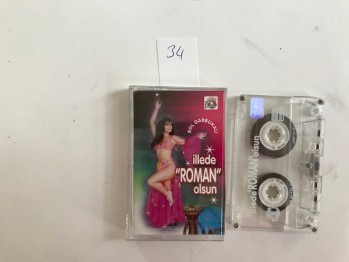 34
BOL DARBUKALI
illede
"ROMAN"
olsun
illede "ROMAN" olsun